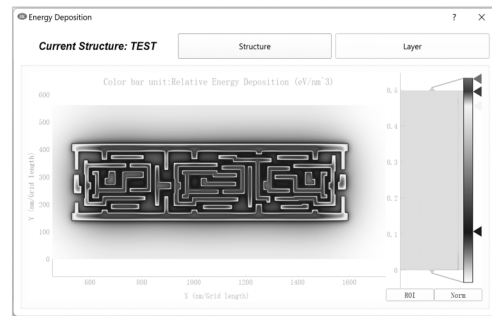 Energy Deposition
? ×
Current Structure: TEST
Structure
Layer
Color bar unit:Relative Energy Deposition (eV/nm^3)
600
500
400
300
200
100
0
Y (nm/Grid length)
600 800 1000 1200 1400 1600
X (nm/Grid length)
0.5
0.4
0.3
0.2
0.1
0
ROI
Norm